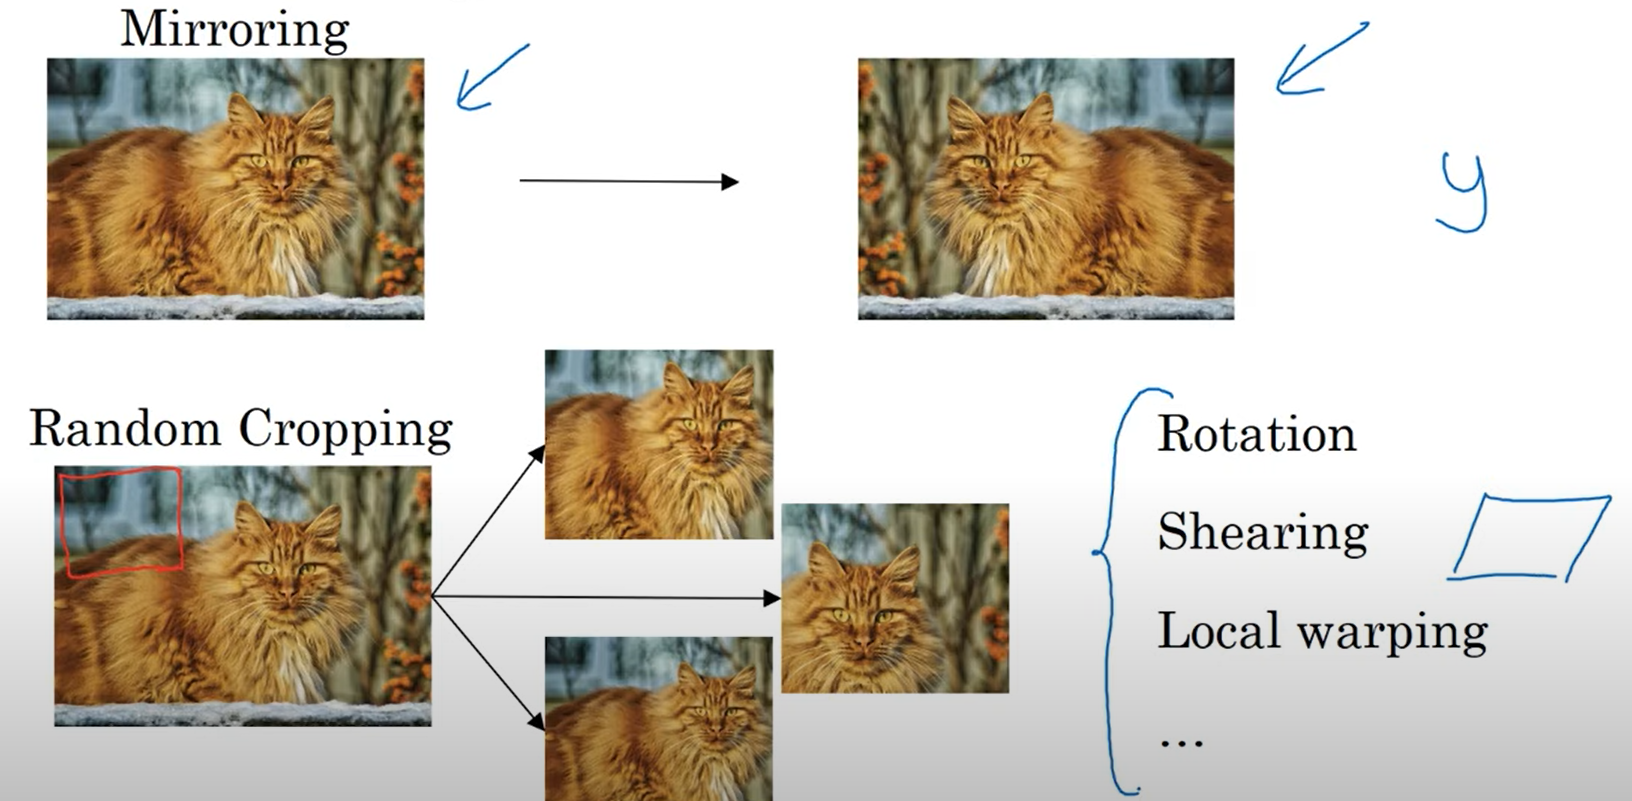 Mirroring
y
Random Cropping
Rotation
Shearing
Local warping
...